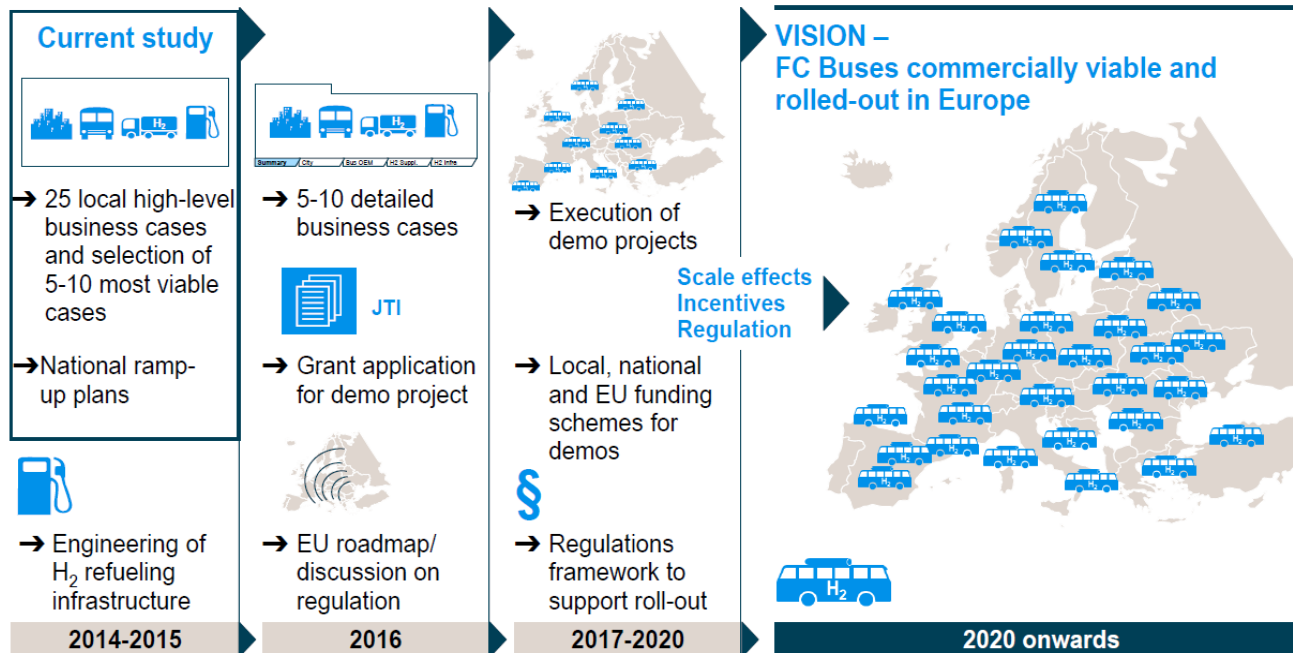 Current study
H2
➔ 25 local high-level
business cases
and selection of
5-10 most viable
cases
➔ National ramp-
up plans
➔ Engineering of
H2 refueling
infrastructure
2014-2015
H2
Summary City Bus OEM H2 Suppl. H2 Infre
➔ 5-10 detailed
business cases
JTI
➔ Grant application
for demo project
➔ EU roadmap/
discussion on
regulation
2016
➔ Execution of
demo projects
➔ Local, national
and EU funding
schemes for
demos
§
➔ Regulations
framework to
support roll-out
2017-2020
Scale effects
Incentives
Regulation
VISION –
FC Buses commercially viable and
rolled-out in Europe
H2
2020 onwards